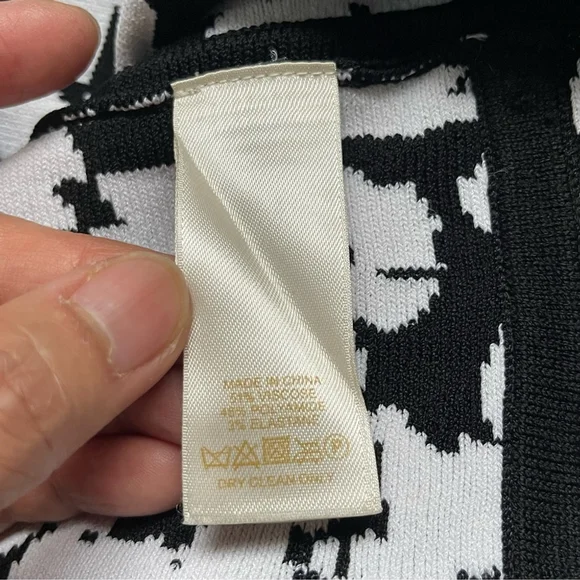 MADE IN CHINA
51% VISCOSE
46% POLYAMIDE
3% ELASTANE
P
DRY CLEAN ONLY